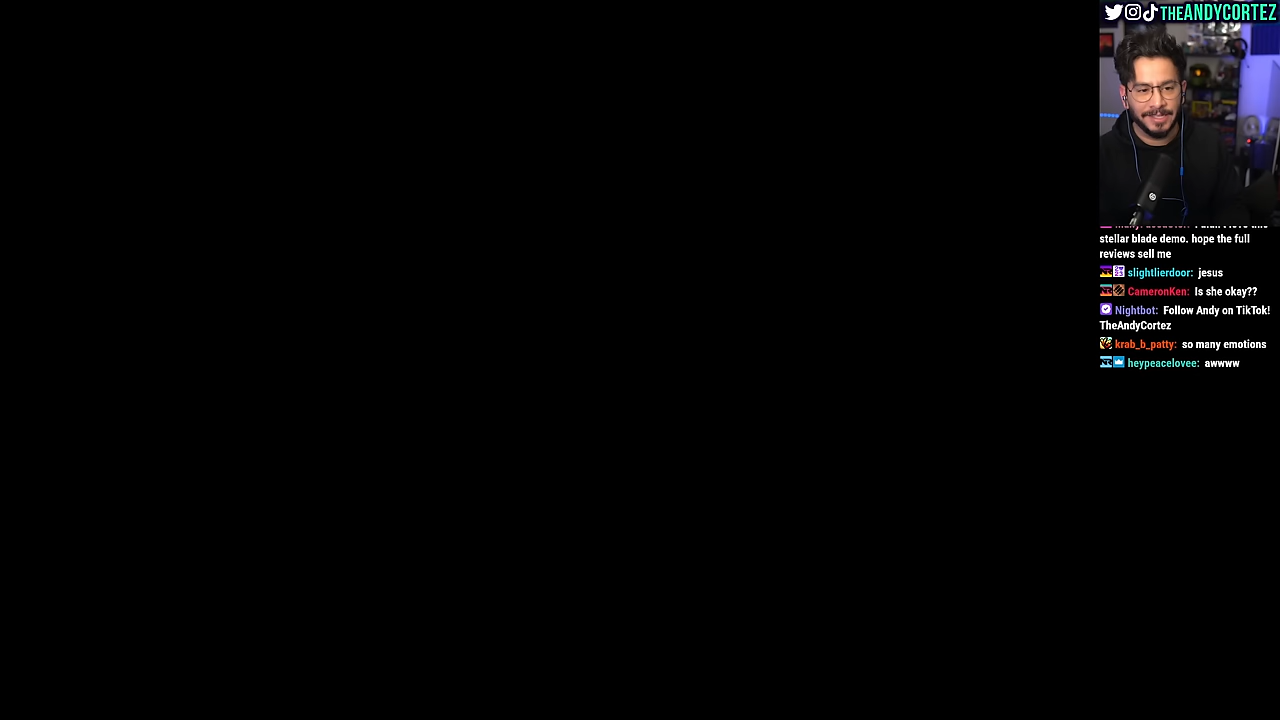 THEANDYCORTEZ
stellar blade demo. hope the full
reviews sell me
slightlierdoor: jesus
CameronKen: Is she okay??
Nightbot: Follow Andy on TikTok!
TheAndyCortez
krab_b_patty: so many emotions
heypeacelovee: awwww